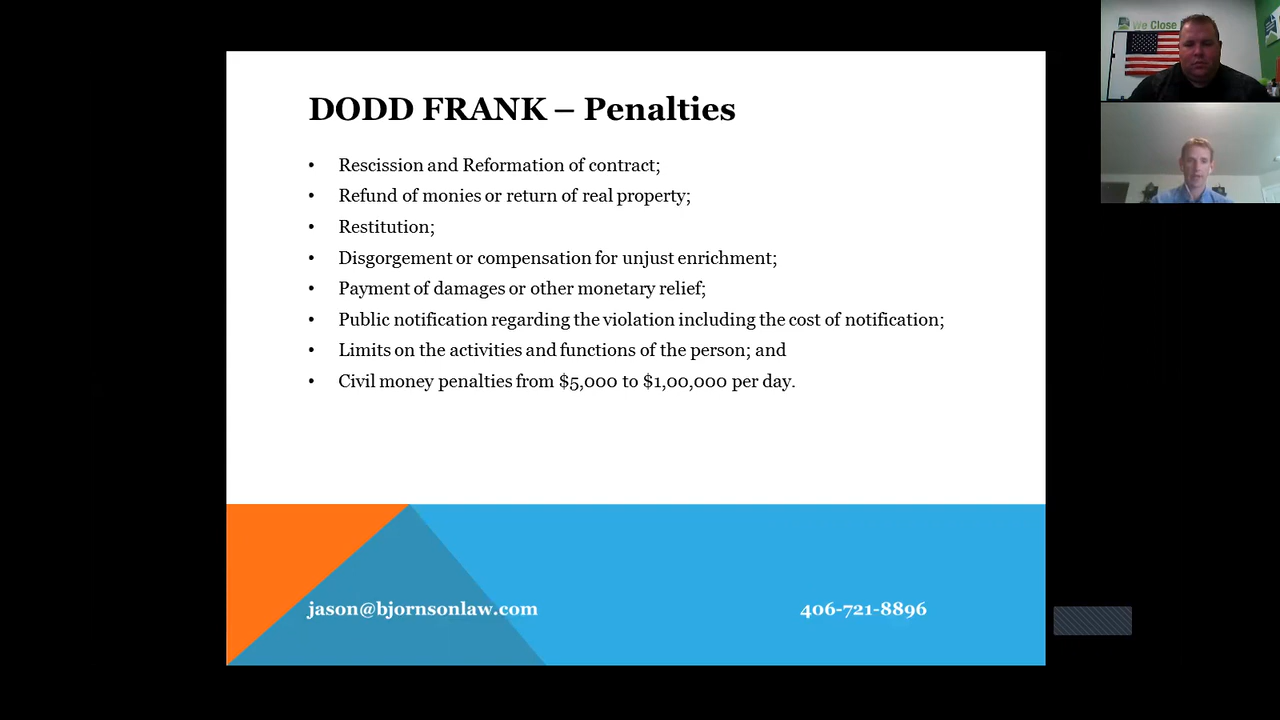 We Close
DODD FRANK – Penalties
• Rescission and Reformation of contract;
• Refund of monies or return of real property;
• Restitution;
• Disgorgement or compensation for unjust enrichment;
• Payment of damages or other monetary relief;
• Public notification regarding the violation including the cost of notification;
• Limits on the activities and functions of the person; and
• Civil money penalties from $5,000 to $1,00,000 per day.
jason@bjornsonlaw.com
406-721-8896